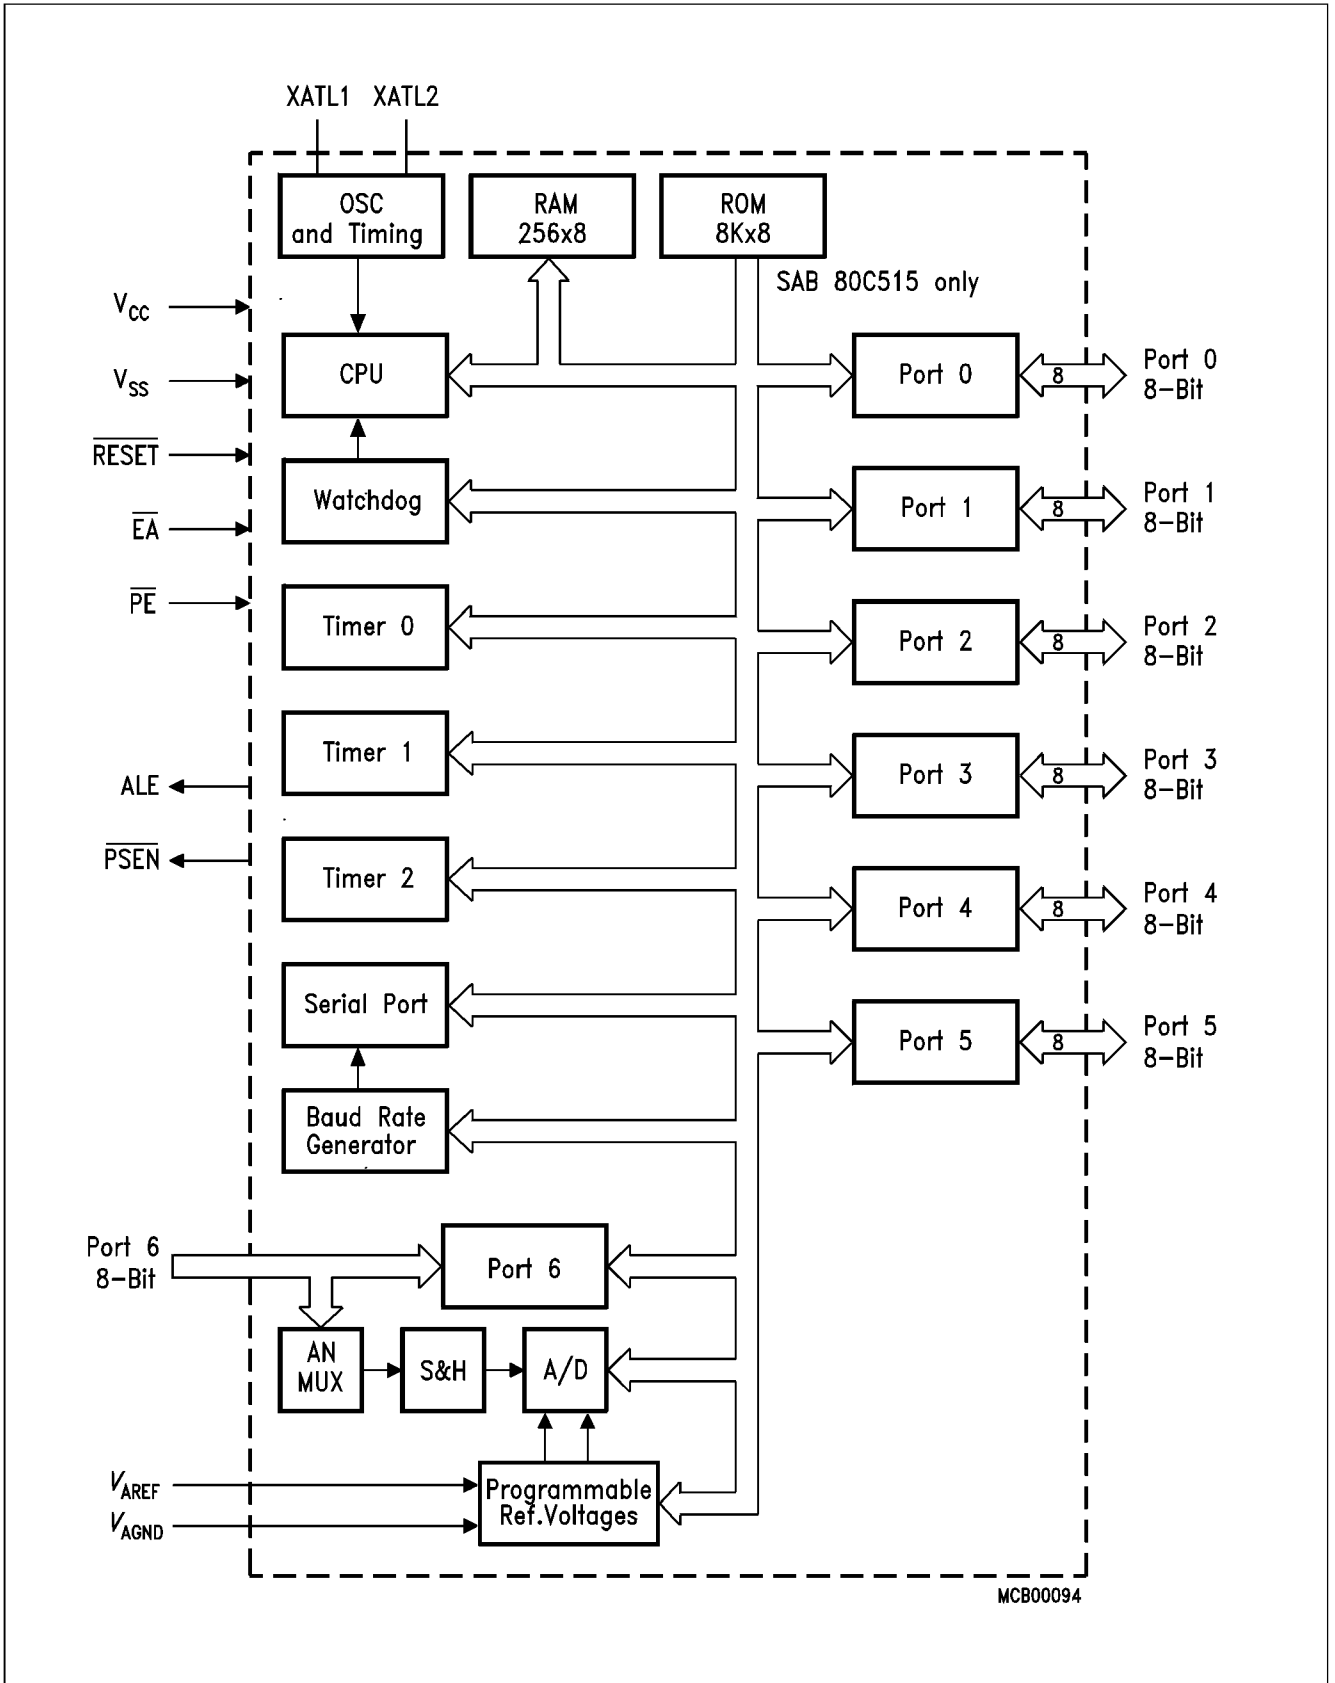 XATL1 XATL2
OSC
and Timing
RAM
256x8
ROM
8Kx8
SAB 80C515 only
VCC
VSS
RESET
EA
PE
ALE
PSEN
CPU
Watchdog
Timer 0
Timer 1
Timer 2
Serial Port
Baud Rate
Generator
Port 0
8
Port 0
8-Bit
Port 1
8
Port 1
8-Bit
Port 2
8
Port 2
8-Bit
Port 3
8
Port 3
8-Bit
Port 4
8
Port 4
8-Bit
Port 5
8
Port 5
8-Bit
Port 6
8-Bit
Port 6
AN
MUX
S&H
A/D
VAREF
VAGND
Programmable
Ref.Voltages
MCB00094